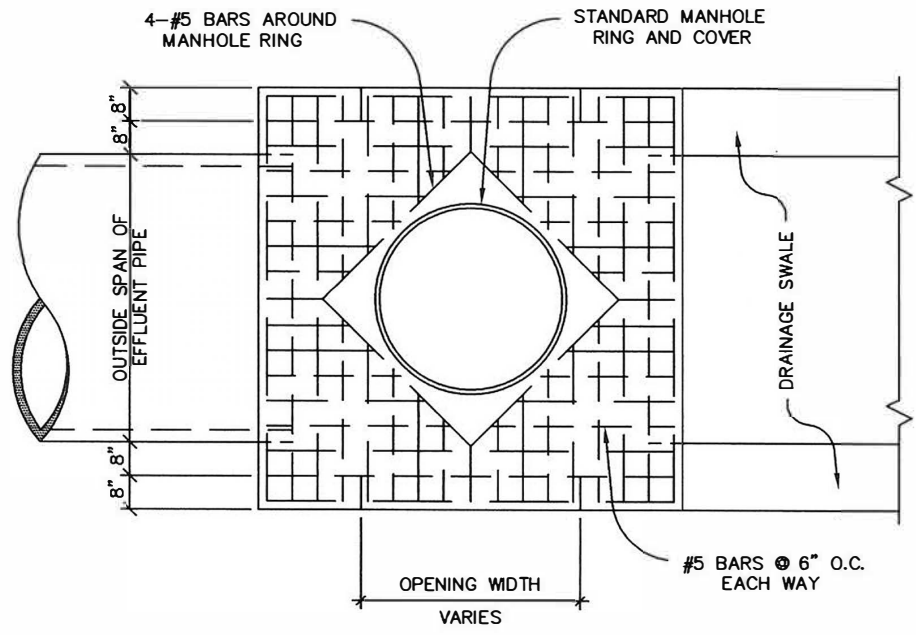 4-#5 BARS AROUND
MANHOLE RING
STANDARD MANHOLE
RING AND COVER
8"
8"
OUTSIDE SPAN OF
EFFLUENT PIPE
DRAINAGE SWALE
8"
8"
#5 BARS @ 6" O.C.
EACH WAY
OPENING WIDTH
VARIES